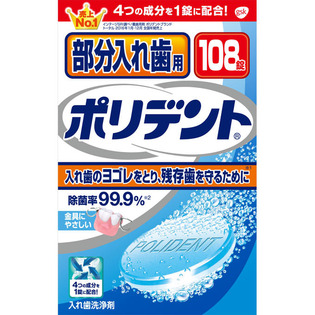 売上
No.1
4つの成分を1錠に配合!
gsk
部分入れ歯用
108錠
ポリデント®
入れ歯のヨゴレをとり、残存歯を守るために
除菌率99.9%※2
金具に
やさしい
POLIDENT
4つの成分を
1錠に配合!
入れ歯洗浄剤